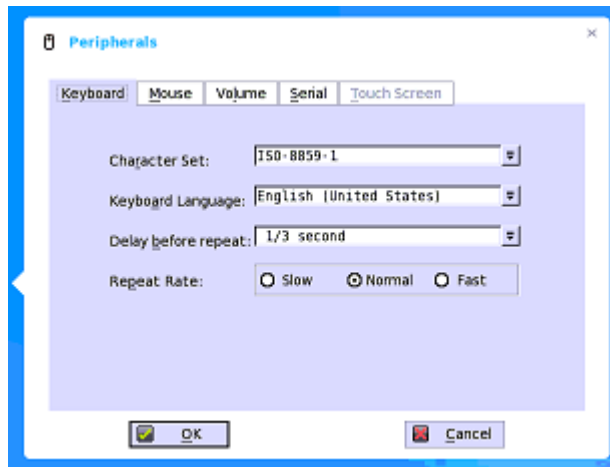 Peripherals
Keyboard Mouse Volume Serial Touch Screen
Character Set: ISO-8859-1
Keyboard Language: English (United States)
Delay before repeat: 1/3 second
Repeat Rate: Slow Normal Fast
OK Cancel